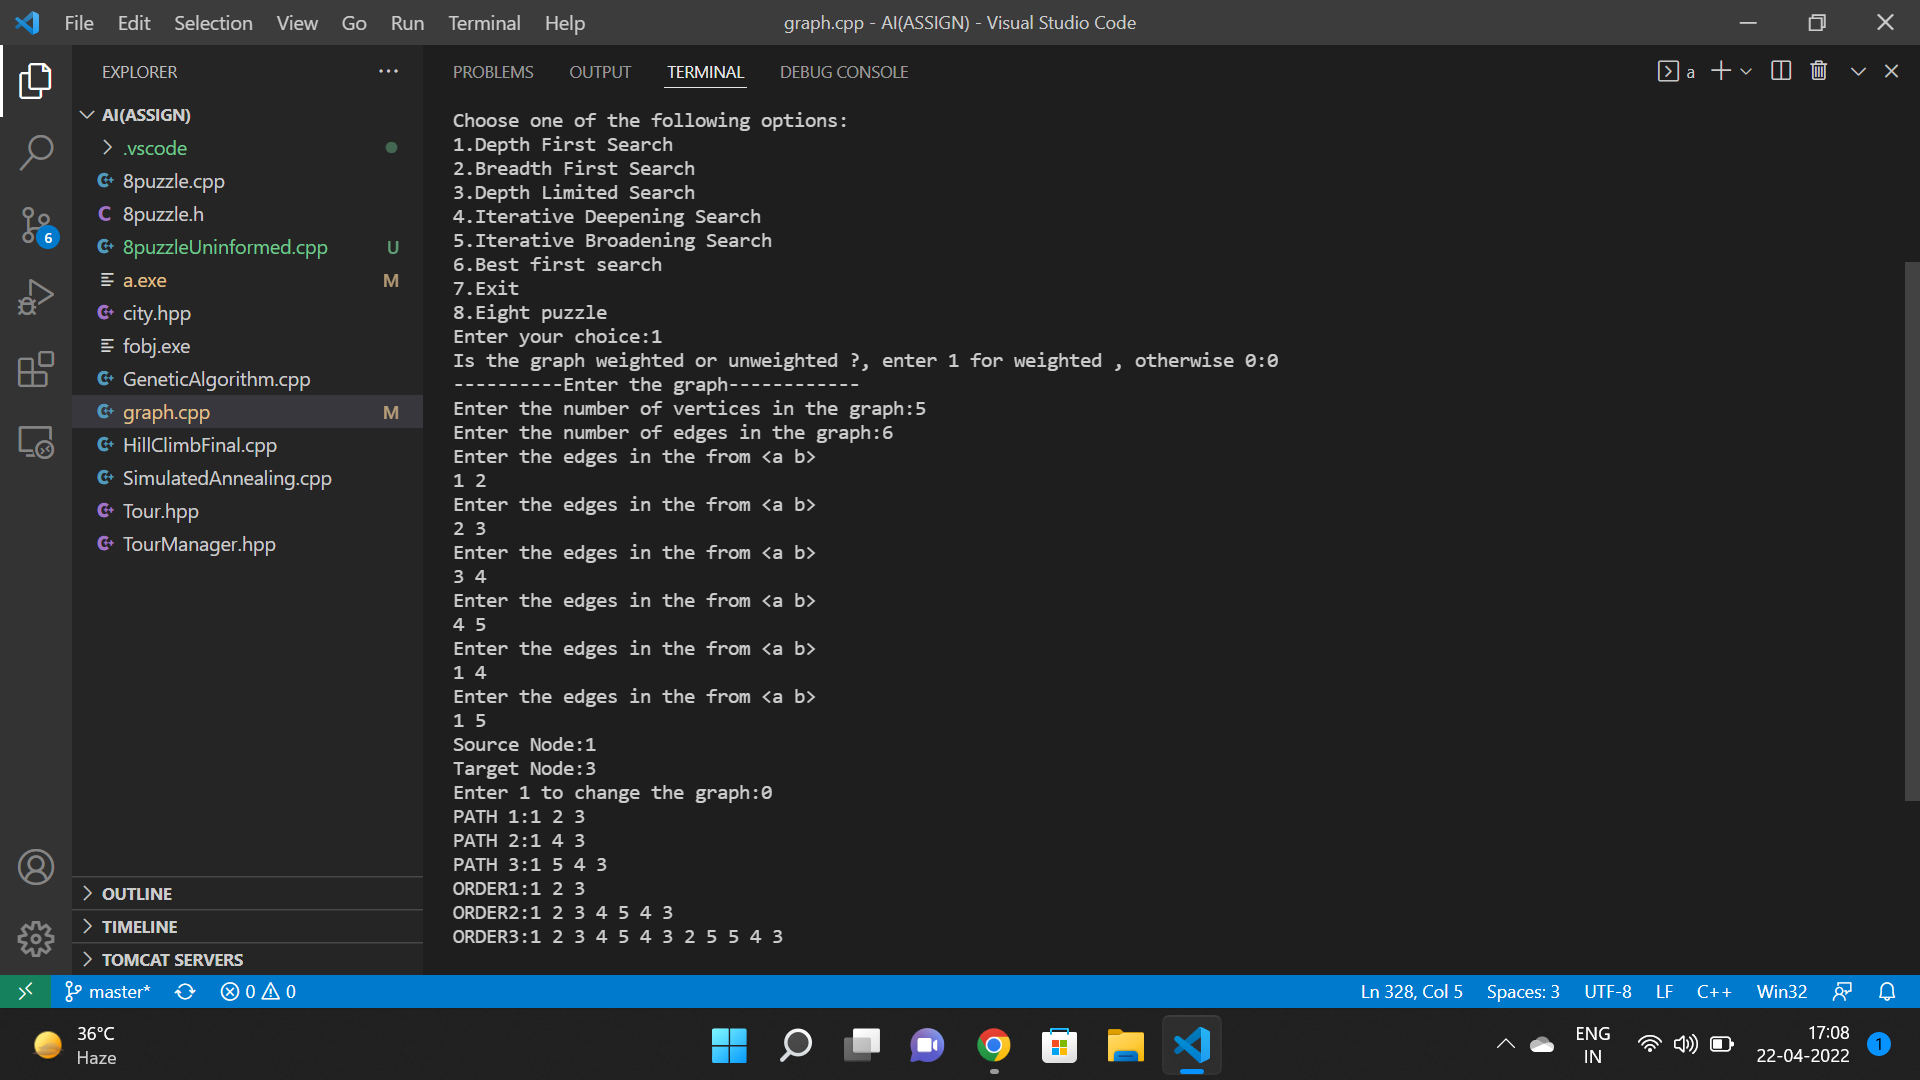 File Edit Selection View Go Run Terminal Help
graph.cpp - AI(ASSIGN) - Visual Studio Code
EXPLORER
AI(ASSIGN)
.vscode
8puzzle.cpp
8puzzle.h
8puzzleUninformed.cpp U
a.exe M
city.hpp
fobj.exe
GeneticAlgorithm.cpp
graph.cpp M
HillClimbFinal.cpp
SimulatedAnnealing.cpp
Tour.hpp
TourManager.hpp
OUTLINE
TIMELINE
TOMCAT SERVERS
6
PROBLEMS OUTPUT TERMINAL DEBUG CONSOLE
a
Choose one of the following options:
1.Depth First Search
2.Breadth First Search
3.Depth Limited Search
4.Iterative Deepening Search
5.Iterative Broadening Search
6.Best first search
7.Exit
8.Eight puzzle
Enter your choice:1
Is the graph weighted or unweighted ?, enter 1 for weighted , otherwise 0:0
----------Enter the graph------------
Enter the number of vertices in the graph:5
Enter the number of edges in the graph:6
Enter the edges in the from <a b>
1 2
Enter the edges in the from <a b>
2 3
Enter the edges in the from <a b>
3 4
Enter the edges in the from <a b>
4 5
Enter the edges in the from <a b>
1 4
Enter the edges in the from <a b>
1 5
Source Node:1
Target Node:3
Enter 1 to change the graph:0
PATH 1:1 2 3
PATH 2:1 4 3
PATH 3:1 5 4 3
ORDER1:1 2 3
ORDER2:1 2 3 4 5 4 3
ORDER3:1 2 3 4 5 4 3 2 5 5 4 3
master* 0 0
Ln 328, Col 5 Spaces: 3 UTF-8 LF C++ Win32
36°C
Haze
ENG
IN
17:08
22-04-2022
1